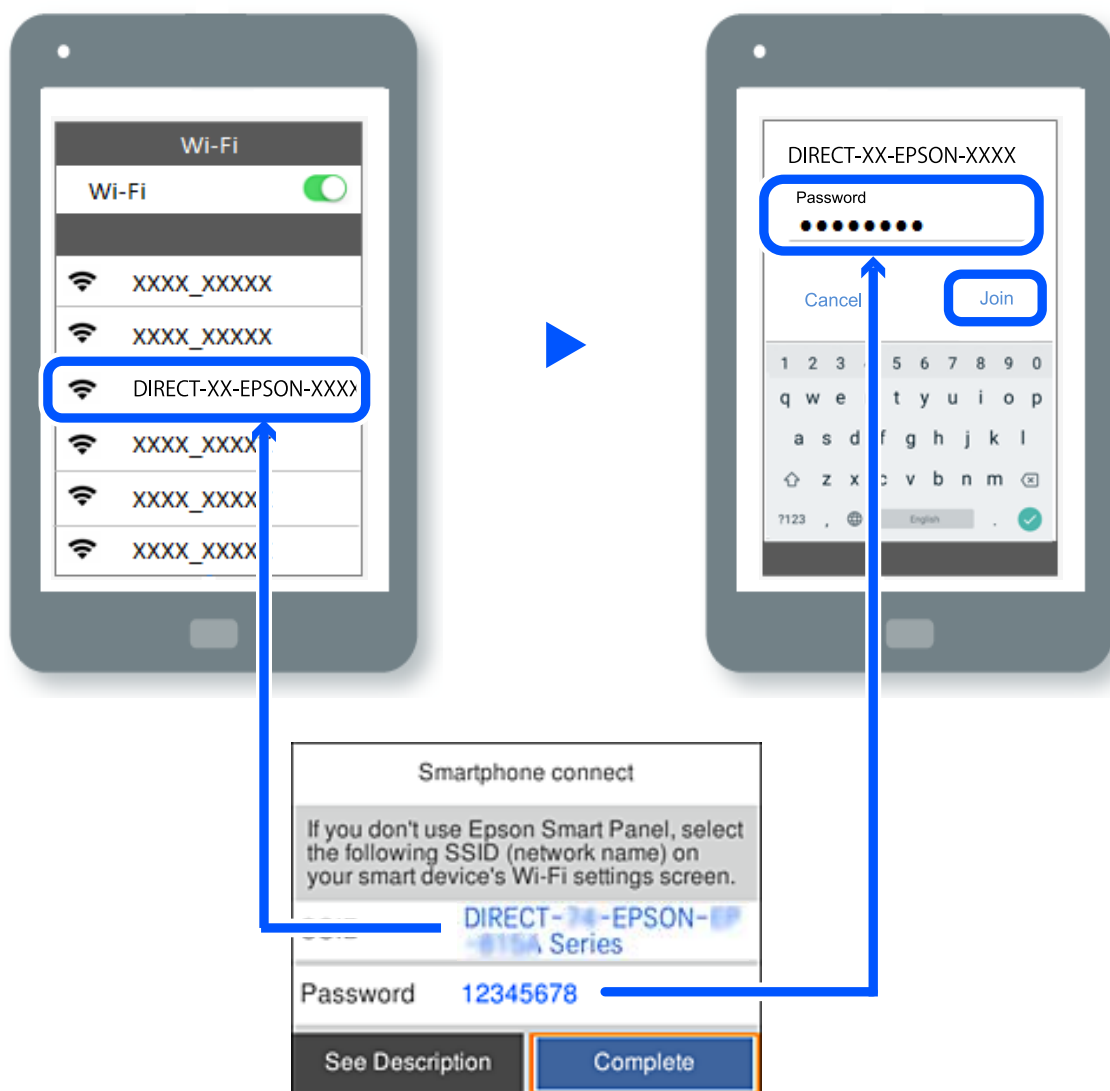 Wi-Fi
Wi-Fi
XXXX_XXXXX
XXXX_XXXXX
DIRECT-XX-EPSON-XXXX
XXXX_XXXX
XXXX_XXXX
XXXX_XXXX
DIRECT-XX-EPSON-XXXX
Password
Cancel
Join
1 2 3 5 6 7 8 9 0
q w e t y u i o p
a s d f g h j k l
z x c v b n m
?123 , English .
Smartphone connect
If you don't use Epson Smart Panel, select
the following SSID (network name) on
your smart device's Wi-Fi settings screen.
DIRECT- -EPSON-
Series
Password 12345678
See Description Complete